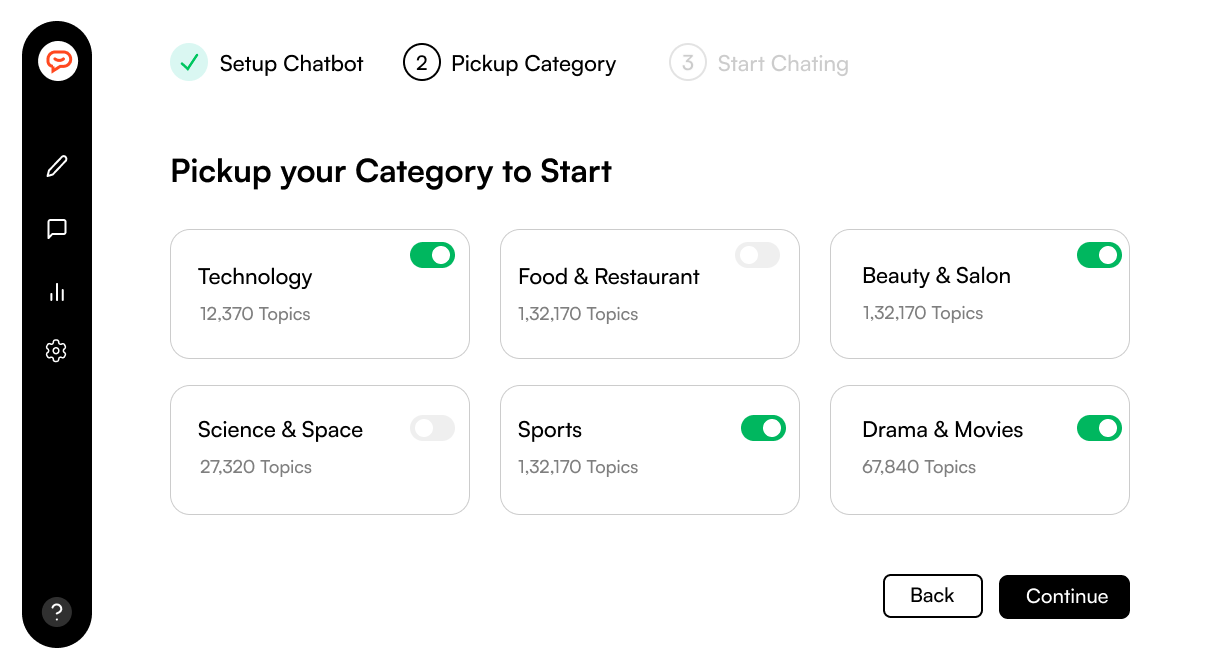 Setup Chatbot
2 Pickup Category
3 Start Chating
Pickup your Category to Start
Technology
12,370 Topics
Food & Restaurant
1,32,170 Topics
Beauty & Salon
1,32,170 Topics
Science & Space
27,320 Topics
Sports
1,32,170 Topics
Drama & Movies
67,840 Topics
?
Back
Continue